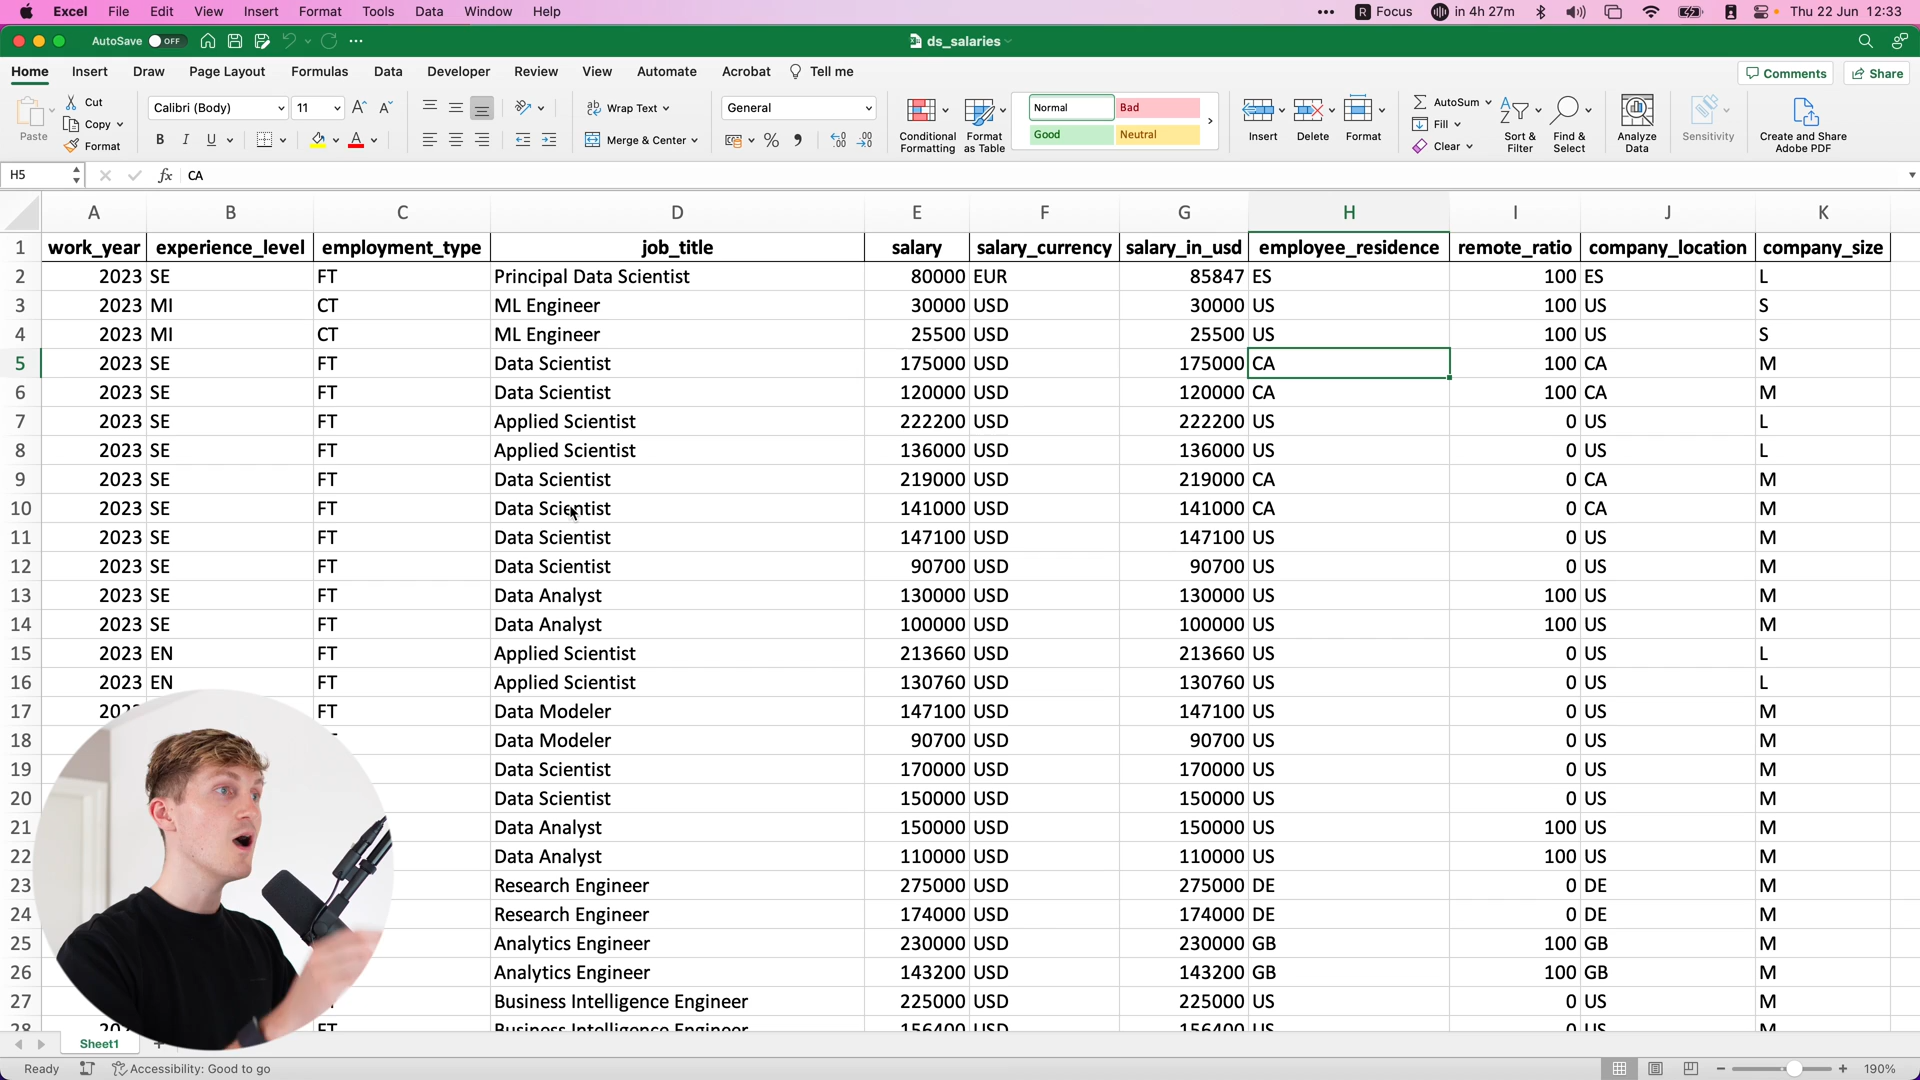 Excel File Edit View Insert Format Tools Data Window Help ••• R Focus in 4h 27m Thu 22 Jun 12:33
AutoSave OFF ds_salaries
Home Insert Draw Page Layout Formulas Data Developer Review View Automate Acrobat Tell me Comments Share
Paste Cut Copy Format
Calibri (Body) 11 A A
B I U A
ab Wrap Text
Merge & Center
General
% 9
Conditional Formatting
Format as Table
Normal Bad
Good Neutral
Insert Delete Format
AutoSum
Fill
Clear
Sort & Filter
Find & Select
Analyze Data
Sensitivity
Create and Share Adobe PDF
H5 fx CA
A B C D E F G H I J K
1 work_year experience_level employment_type job_title salary salary_currency salary_in_usd employee_residence remote_ratio company_location company_size
2 2023 SE FT Principal Data Scientist 80000 EUR 85847 ES 100 ES L
3 2023 MI CT ML Engineer 30000 USD 30000 US 100 US S
4 2023 MI CT ML Engineer 25500 USD 25500 US 100 US S
5 2023 SE FT Data Scientist 175000 USD 175000 CA 100 CA M
6 2023 SE FT Data Scientist 120000 USD 120000 CA 100 CA M
7 2023 SE FT Applied Scientist 222200 USD 222200 US 0 US L
8 2023 SE FT Applied Scientist 136000 USD 136000 US 0 US L
9 2023 SE FT Data Scientist 219000 USD 219000 CA 0 CA M
10 2023 SE FT Data Scientist 141000 USD 141000 CA 0 CA M
11 2023 SE FT Data Scientist 147100 USD 147100 US 0 US M
12 2023 SE FT Data Scientist 90700 USD 90700 US 0 US M
13 2023 SE FT Data Analyst 130000 USD 130000 US 100 US M
14 2023 SE FT Data Analyst 100000 USD 100000 US 100 US M
15 2023 EN FT Applied Scientist 213660 USD 213660 US 0 US L
16 2023 EN FT Applied Scientist 130760 USD 130760 US 0 US L
17 FT Data Modeler 147100 USD 147100 US 0 US M
18 Data Modeler 90700 USD 90700 US 0 US M
19 Data Scientist 170000 USD 170000 US 0 US M
20 Data Scientist 150000 USD 150000 US 0 US M
21 Data Analyst 150000 USD 150000 US 100 US M
22 Data Analyst 110000 USD 110000 US 100 US M
23 Research Engineer 275000 USD 275000 DE 0 DE M
24 Research Engineer 174000 USD 174000 DE 0 DE M
25 Analytics Engineer 230000 USD 230000 GB 100 GB M
26 Analytics Engineer 143200 USD 143200 GB 100 GB M
27 Business Intelligence Engineer 225000 USD 225000 US 0 US M
28 FT Business Intelligence Engineer 156400 USD 156400 US 0 US M
Sheet1 +
Ready Accessibility: Good to go 190%